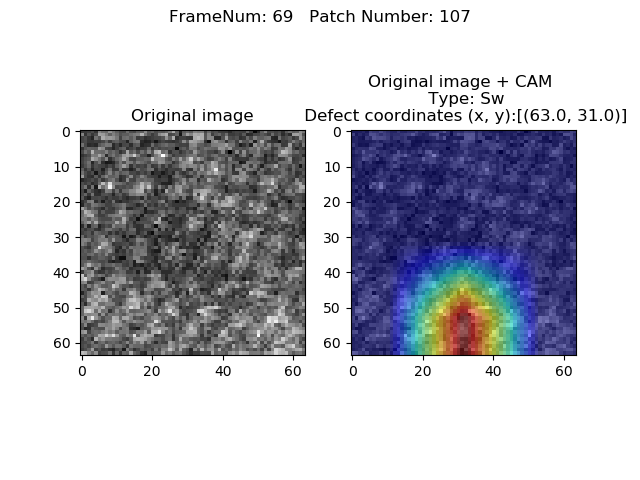 FrameNum: 69   Patch Number: 107
Original image
Original image + CAM
Type: Sw
Defect coordinates (x, y):[(63.0, 31.0)]
0
10
20
30
40
50
60
0 20 40 60
0
10
20
30
40
50
60
0 20 40 60